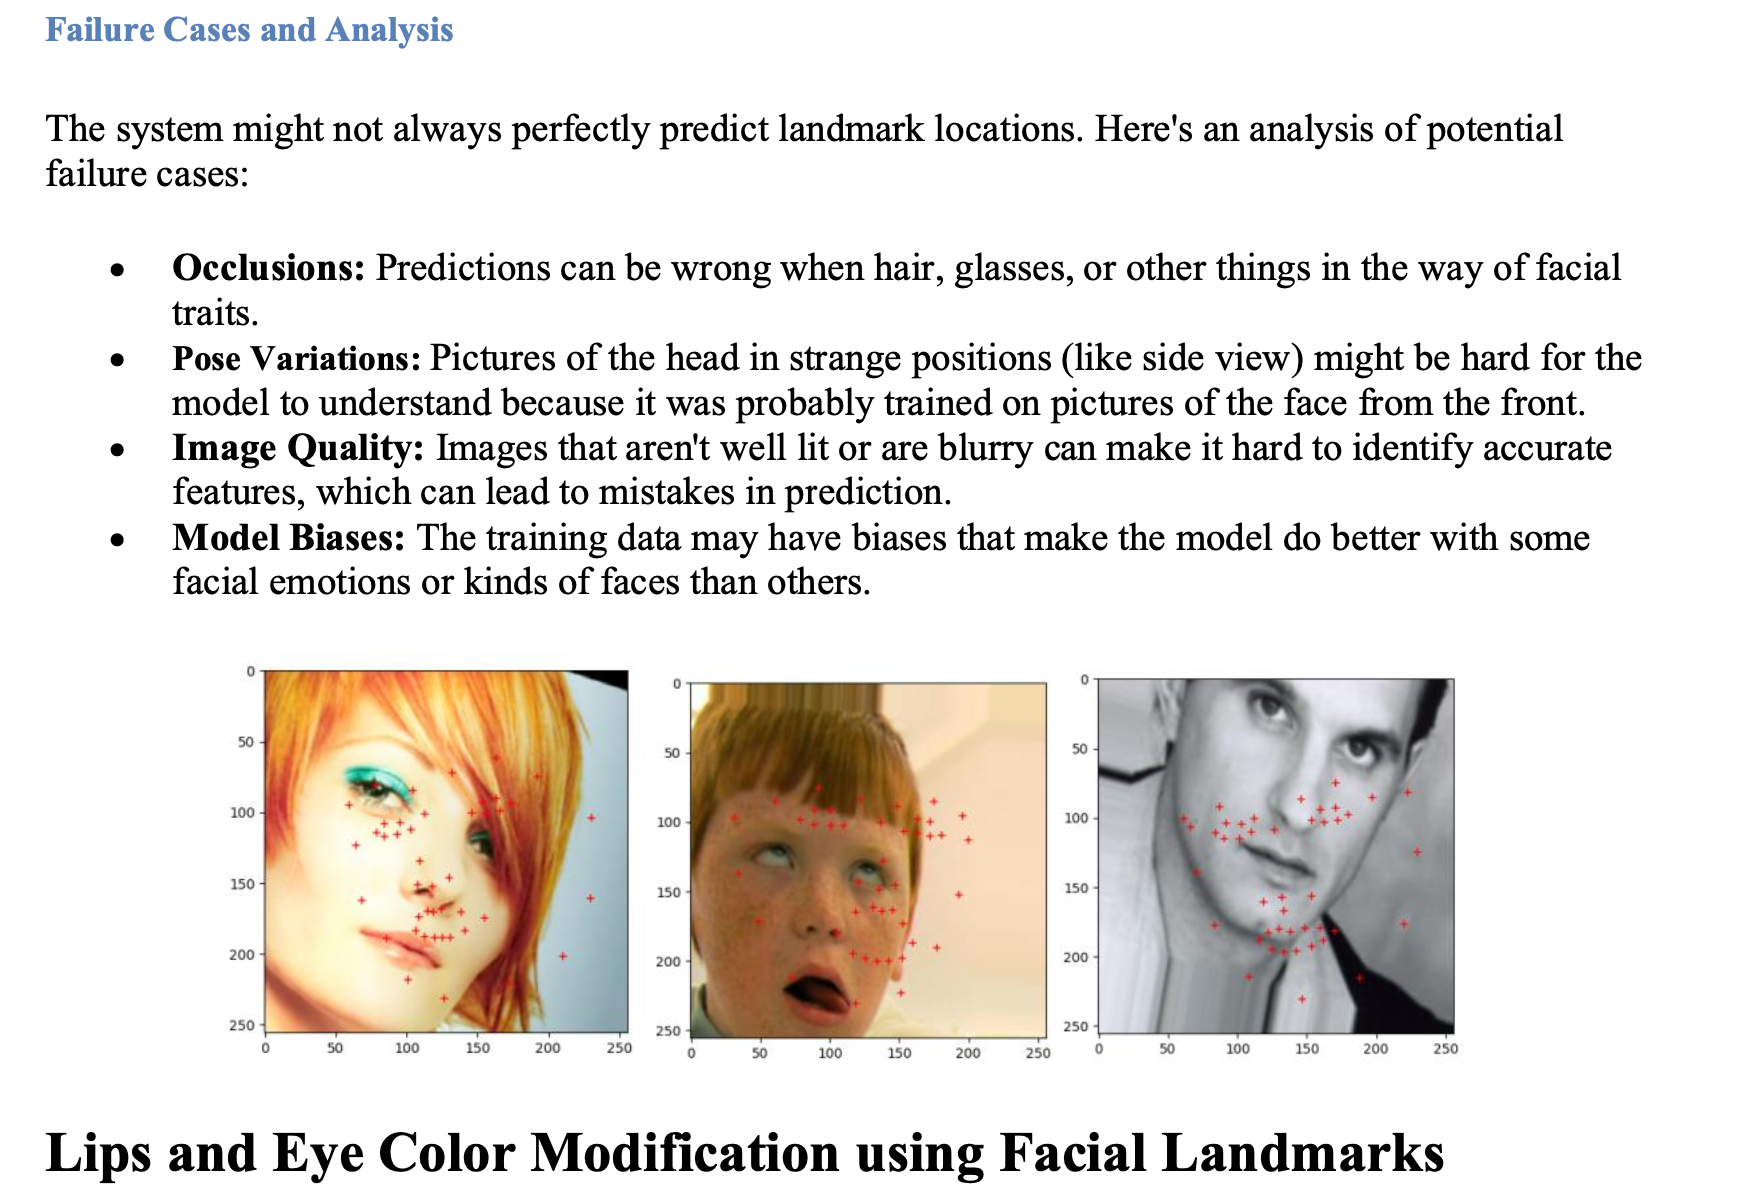 Failure Cases and Analysis
The system might not always perfectly predict landmark locations. Here's an analysis of potential
failure cases:
• Occlusions: Predictions can be wrong when hair, glasses, or other things in the way of facial
traits.
• Pose Variations: Pictures of the head in strange positions (like side view) might be hard for the
model to understand because it was probably trained on pictures of the face from the front.
• Image Quality: Images that aren't well lit or are blurry can make it hard to identify accurate
features, which can lead to mistakes in prediction.
• Model Biases: The training data may have biases that make the model do better with some
facial emotions or kinds of faces than others.
0
50
100
150
200
250
0 50 100 150 200 250
0
50
100
150
200
250
0 50 100 150 200 250
0
50
100
150
200
250
0 50 100 150 200 250
Lips and Eye Color Modification using Facial Landmarks